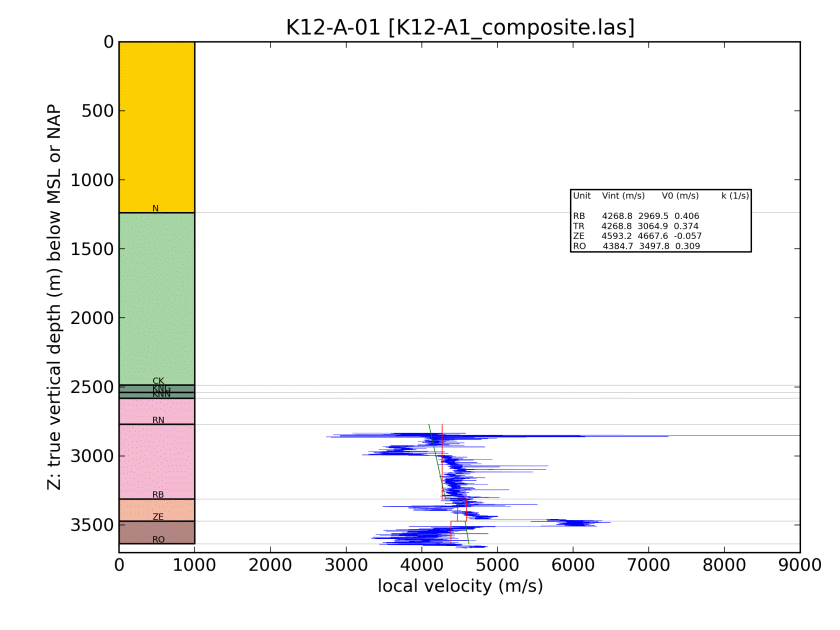 K12-A-01 [K12-A1_composite.las]
0
500
1000
1500
2000
2500
3000
3500
Z: true vertical depth (m) below MSL or NAP
N
CK
KNN
RN
RB
ZE
RO
Unit Vint (m/s) V0 (m/s) k (1/s)
RB 4268.8 2969.5 0.406
TR 4268.8 3064.9 0.374
ZE 4593.2 4667.6 -0.057
RO 4384.7 3497.8 0.309
0 1000 2000 3000 4000 5000 6000 7000 8000 9000
local velocity (m/s)